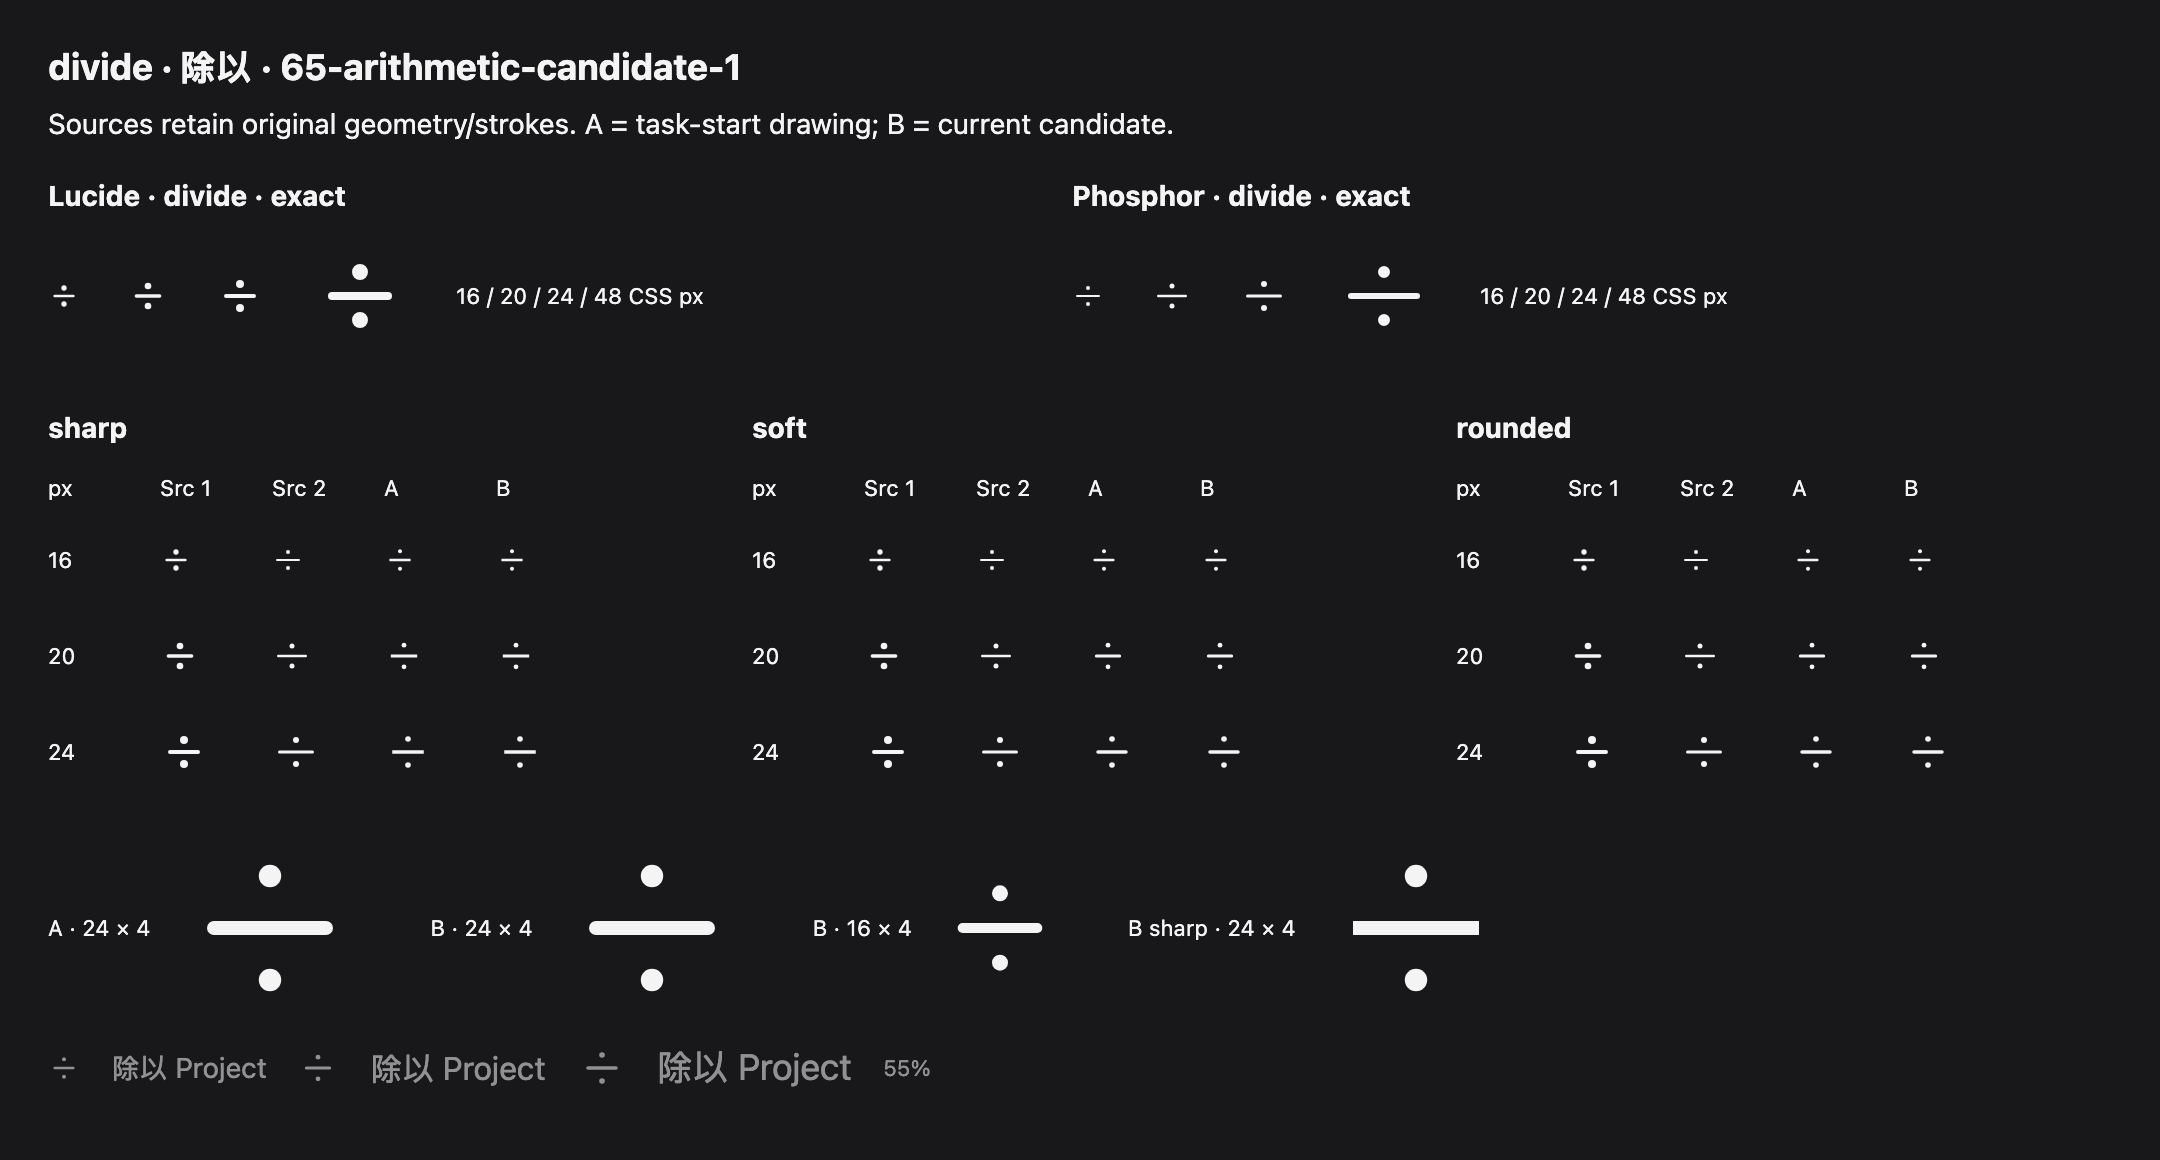 divide · 除以 · 65-arithmetic-candidate-1
Sources retain original geometry/strokes. A = task-start drawing; B = current candidate.
Lucide · divide · exact
16 / 20 / 24 / 48 CSS px
Phosphor · divide · exact
16 / 20 / 24 / 48 CSS px
sharp
px Src 1 Src 2 A B
16
20
24
soft
px Src 1 Src 2 A B
16
20
24
rounded
px Src 1 Src 2 A B
16
20
24
A · 24 × 4
B · 24 × 4
B · 16 × 4
B sharp · 24 × 4
除以 Project 除以 Project 除以 Project 55%